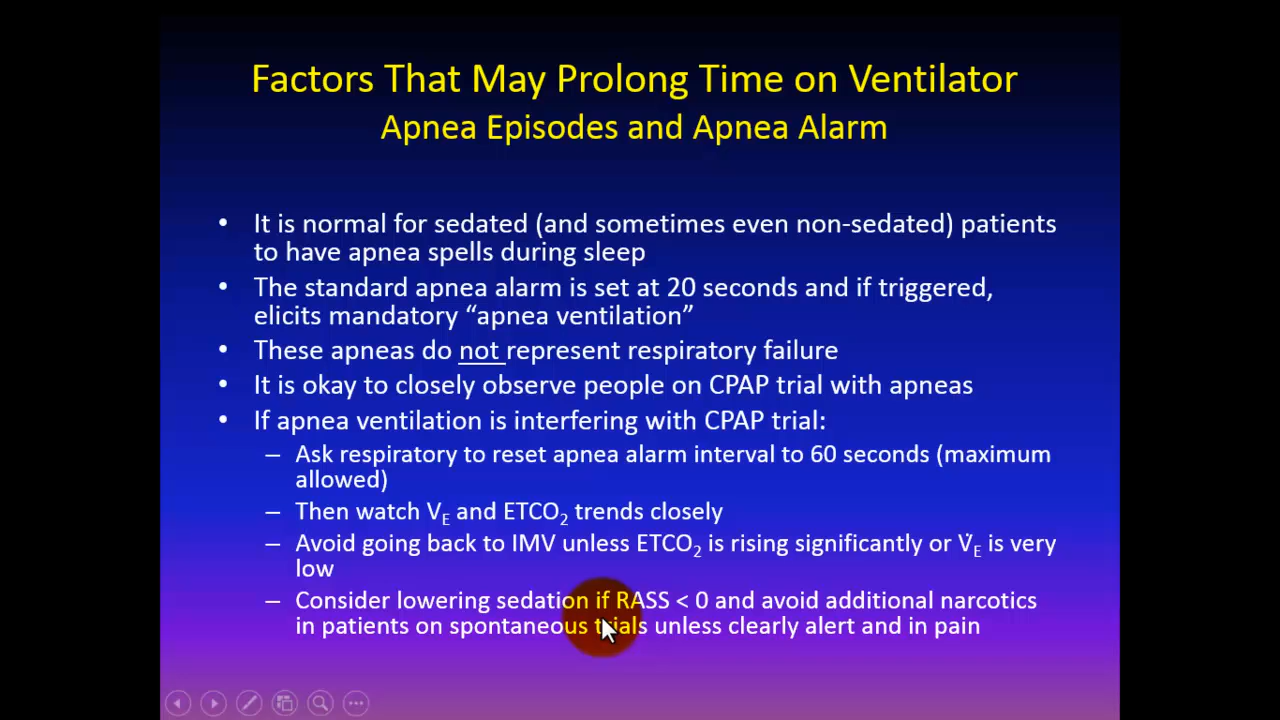 Factors That May Prolong Time on Ventilator
Apnea Episodes and Apnea Alarm
• It is normal for sedated (and sometimes even non-sedated) patients
to have apnea spells during sleep
• The standard apnea alarm is set at 20 seconds and if triggered,
elicits mandatory “apnea ventilation”
• These apneas do not represent respiratory failure
• It is okay to closely observe people on CPAP trial with apneas
• If apnea ventilation is interfering with CPAP trial:
– Ask respiratory to reset apnea alarm interval to 60 seconds (maximum
allowed)
– Then watch V_E and ETCO₂ trends closely
– Avoid going back to IMV unless ETCO₂ is rising significantly or V̇_E is very
low
– Consider lowering sedation if RASS < 0 and avoid additional narcotics
in patients on spontaneous trials unless clearly alert and in pain